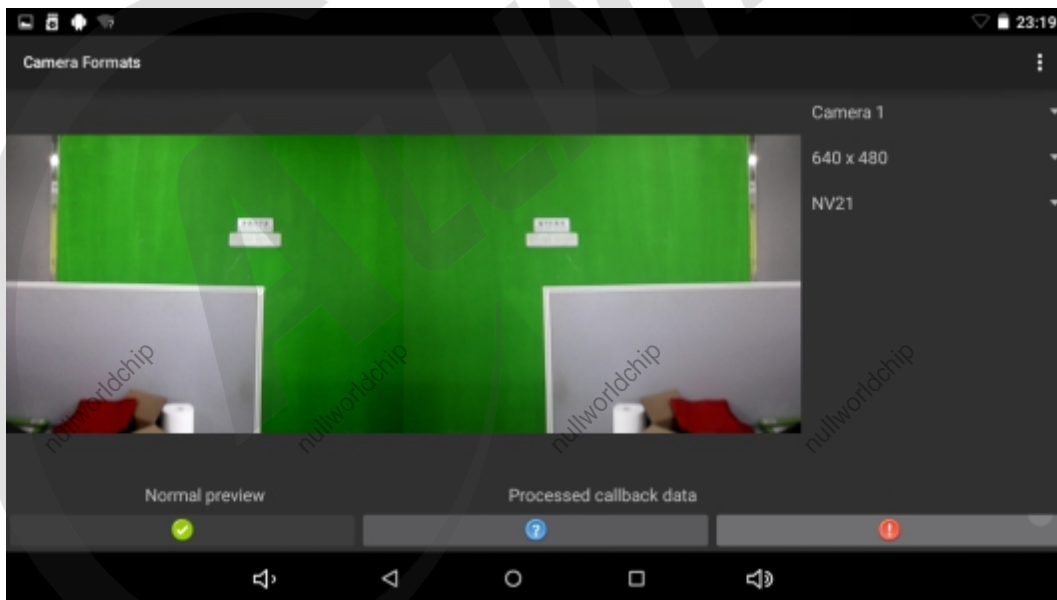 23:19
Camera Formats
Camera 1
640 x 480
NV21
nullworldchip
nullworldchip
nullworldchip
nullworldchip
Normal preview
Processed callback data